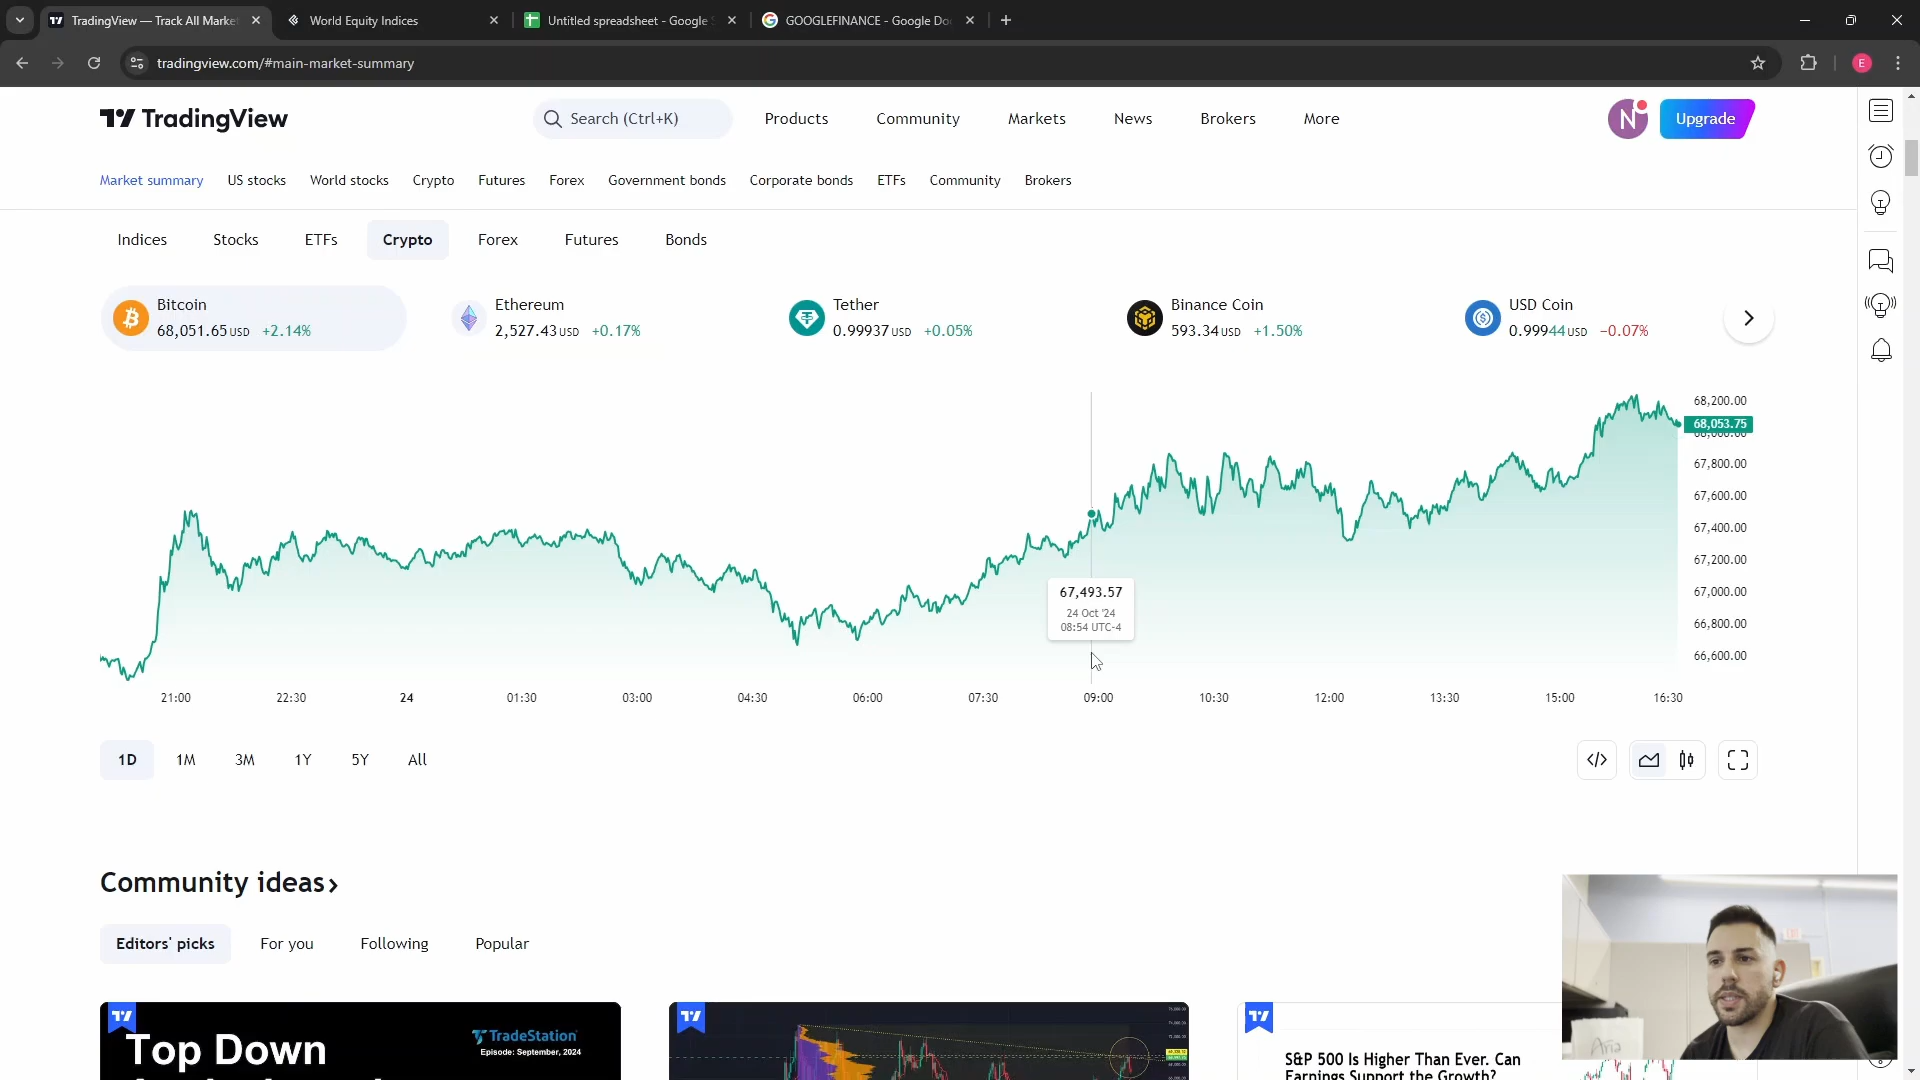 TradingView — Track All Marke
World Equity Indices
Untitled spreadsheet - Google S
GOOGLEFINANCE - Google Do
tradingview.com/#main-market-summary
E
TradingView
Search (Ctrl+K)
Products
Community
Markets
News
Brokers
More
N
Upgrade
Market summary
US stocks
World stocks
Crypto
Futures
Forex
Government bonds
Corporate bonds
ETFs
Community
Brokers
Indices
Stocks
ETFs
Crypto
Forex
Futures
Bonds
Bitcoin
68,051.65 USD +2.14%
Ethereum
2,527.43 USD +0.17%
Tether
0.99937 USD +0.05%
Binance Coin
593.34 USD +1.50%
USD Coin
0.99944 USD −0.07%
68,200.00
68,053.75
68,000.00
67,800.00
67,600.00
67,400.00
67,200.00
67,000.00
66,800.00
66,600.00
67,493.57
24 Oct '24
08:54 UTC-4
21:00
22:30
24
01:30
03:00
04:30
06:00
07:30
09:00
10:30
12:00
13:30
15:00
16:30
1D
1M
3M
1Y
5Y
All
Community ideas
Editors' picks
For you
Following
Popular
Top Down
TradeStation
Episode: September, 2024
S&P 500 Is Higher Than Ever. Can
Earnings Support the Growth?
Aria